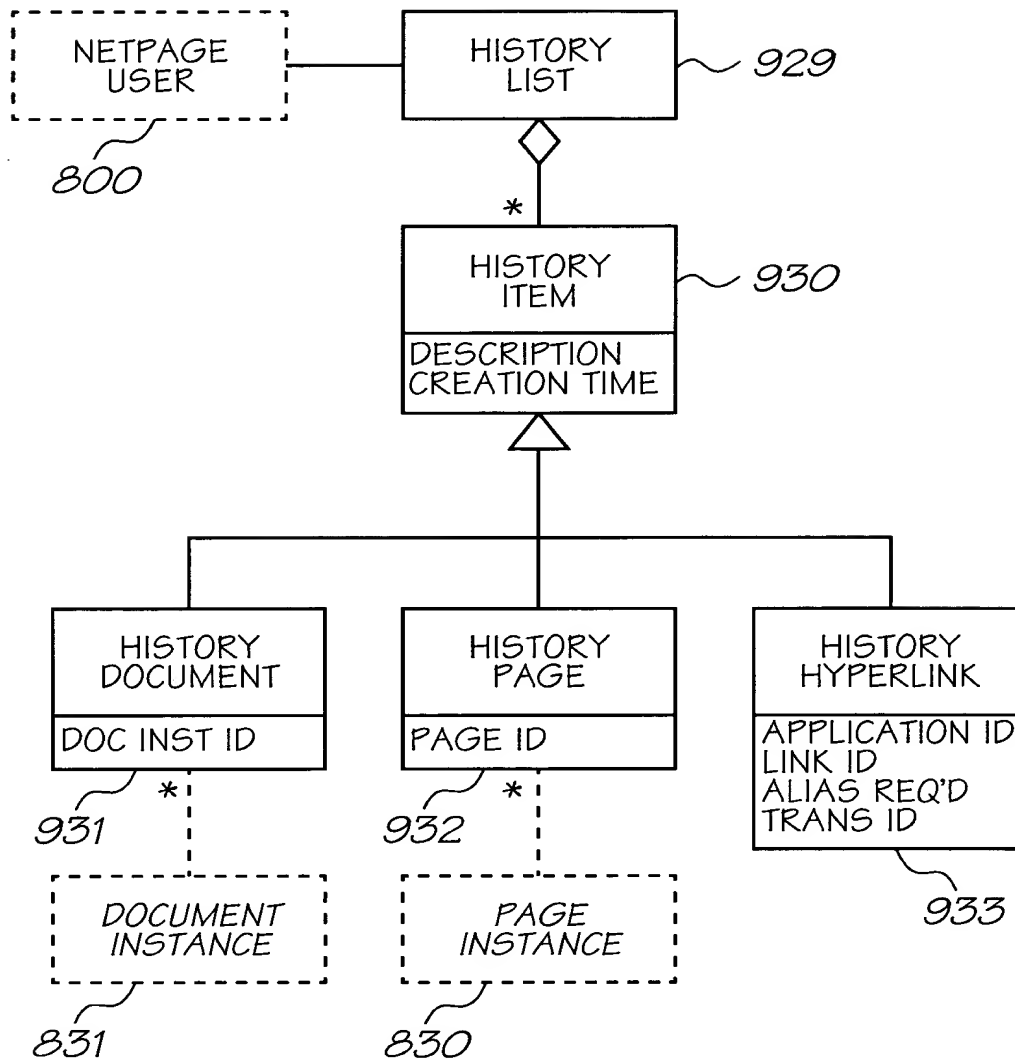 NETPAGE
USER
800
HISTORY
LIST
929
*
HISTORY
ITEM
930
DESCRIPTION
CREATION TIME
HISTORY
DOCUMENT
DOC INST ID
931
*
HISTORY
PAGE
PAGE ID
932
*
HISTORY
HYPERLINK
APPLICATION ID
LINK ID
ALIAS REQ'D
TRANS ID
933
DOCUMENT
INSTANCE
831
PAGE
INSTANCE
830